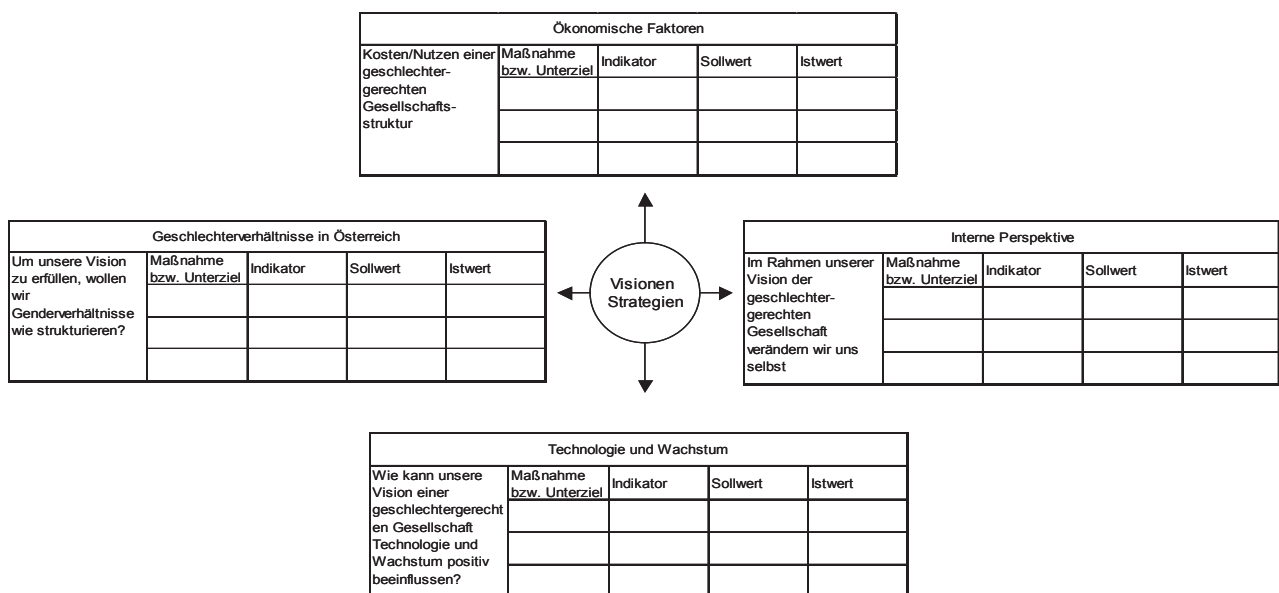 Ökonomische Faktoren
Kosten/Nutzen einer
geschlechter-
gerechten
Gesellschafts-
struktur
Maßnahme
bzw. Unterziel
Indikator
Sollwert
Istwert
Geschlechterverhältnisse in Österreich
Um unsere Vision
zu erfüllen, wollen
wir
Genderverhältnisse
wie strukturieren?
Maßnahme
bzw. Unterziel
Indikator
Sollwert
Istwert
Visionen
Strategien
Interne Perspektive
Im Rahmen unserer
Vision der
geschlechter-
gerechten
Gesellschaft
verändern wir uns
selbst
Maßnahme
bzw. Unterziel
Indikator
Sollwert
Istwert
Technologie und Wachstum
Wie kann unsere
Vision einer
geschlechtergerecht
en Gesellschaft
Technologie und
Wachstum positiv
beeinflussen?
Maßnahme
bzw. Unterziel
Indikator
Sollwert
Istwert